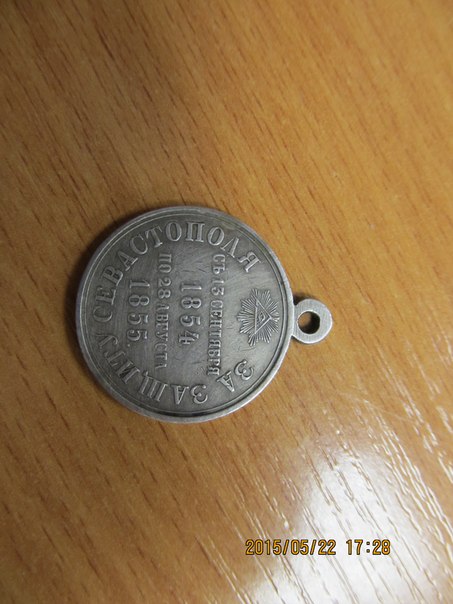 ЗА ЗАЩИТУ СЕВАСТОПОЛЯ
СЪ 13 СЕНТЯБРЯ
1854
ПО 28 АВГУСТА
1855
2015/05/22 17:28